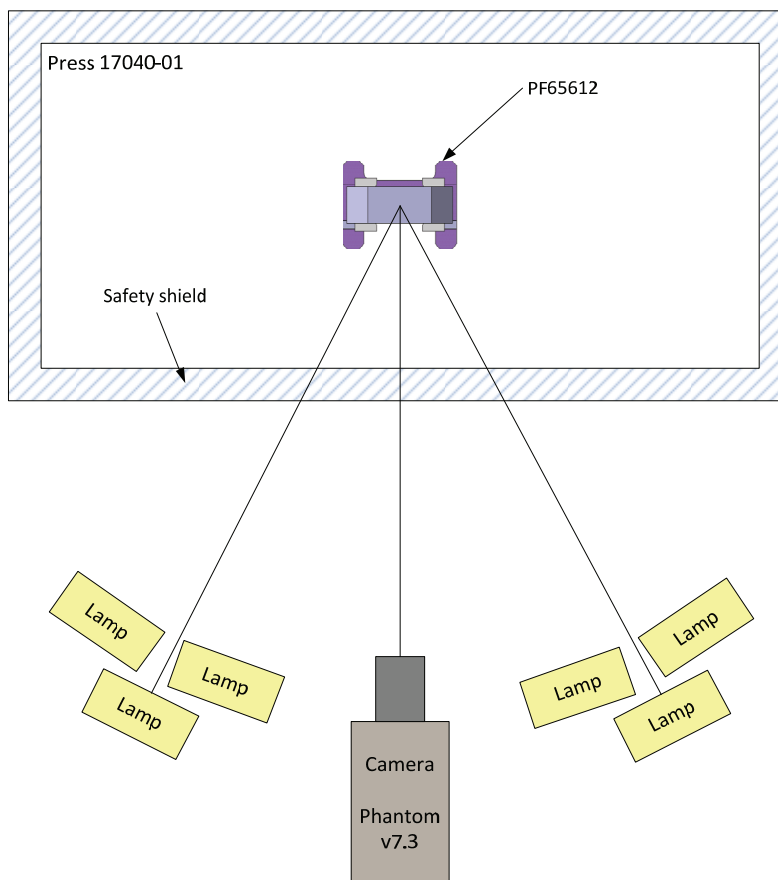 Press 17040-01
PF65612
Safety shield
Lamp
Lamp
Lamp
Lamp
Lamp
Lamp
Camera
Phantom
v7.3